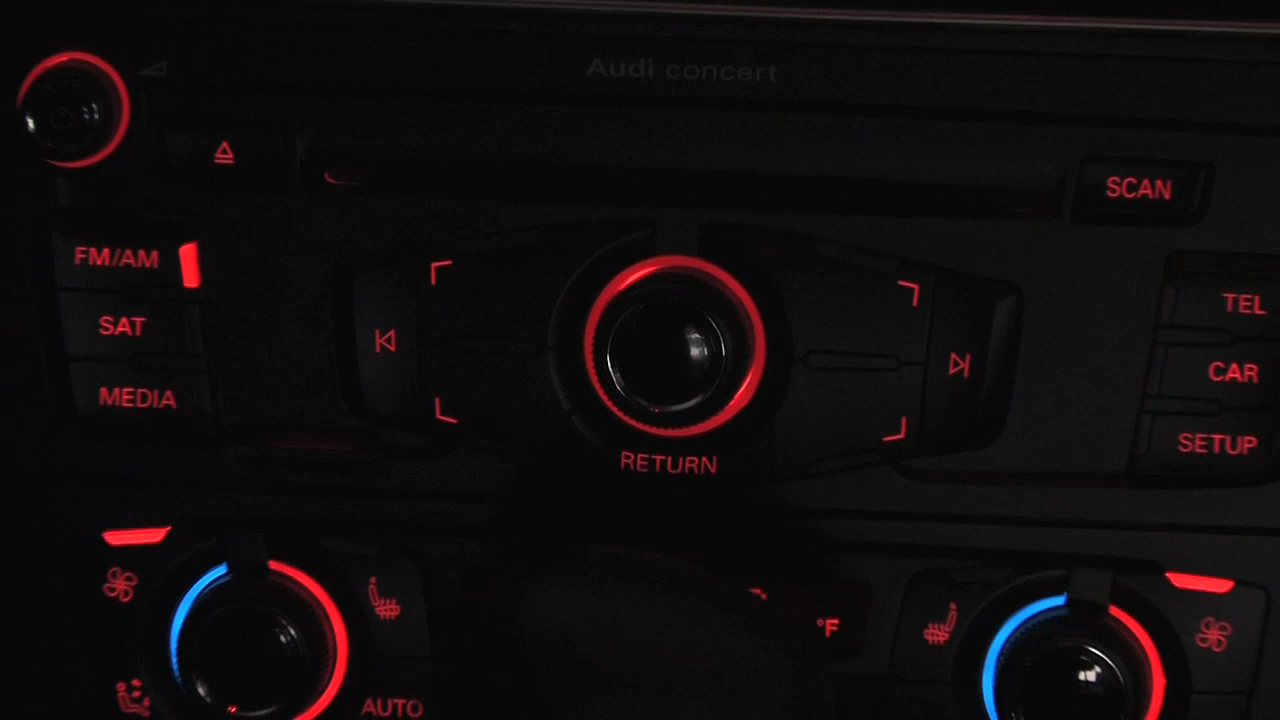 Audi concert
SCAN
FM/AM
SAT
MEDIA
TEL
CAR
SETUP
RETURN
°F
AUTO